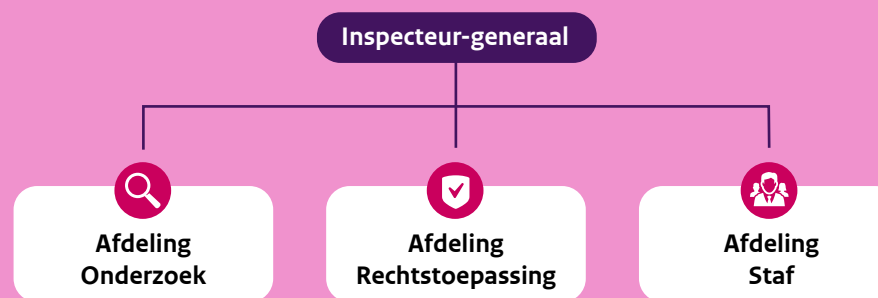 Inspecteur-generaal
Afdeling
Onderzoek
Afdeling
Rechtstoepassing
Afdeling
Staf